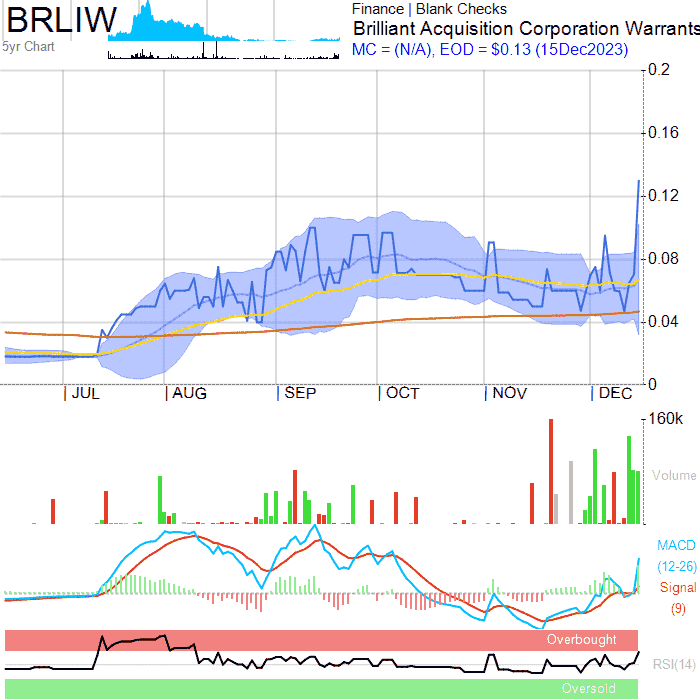 BRLIW
5yr Chart
Finance | Blank Checks
Brilliant Acquisition Corporation Warrants
MC = (N/A), EOD = $0.13 (15Dec2023)
0.2
0.16
0.12
0.08
0.04
0
JUL AUG SEP OCT NOV DEC
160k
Volume
MACD
(12-26)
Signal
(9)
Overbought
RSI(14)
Oversold